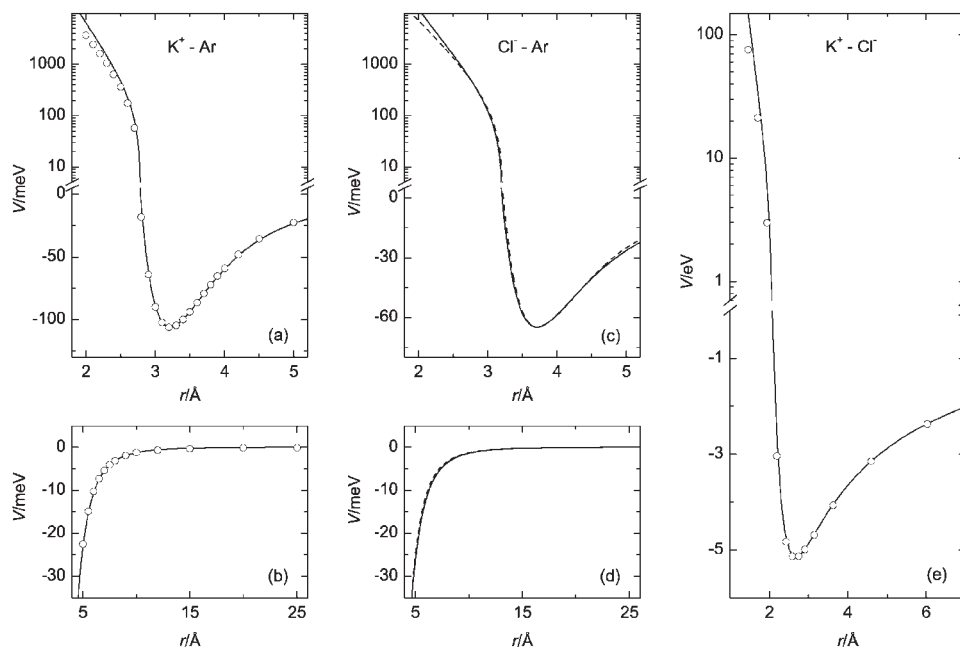 K⁺ - Ar
1000
100
10
0
-50
-100
V/meV
2 3 4 5
r/Å
(a)
Cl⁻ - Ar
1000
100
10
0
-30
-60
V/meV
2 3 4 5
r/Å
(c)
K⁺ - Cl⁻
100
10
1
-1
-3
-5
V/eV
2 4 6
r/Å
(e)
0
-10
-20
-30
V/meV
5 15 25
r/Å
(b)
0
-10
-20
-30
V/meV
5 15 25
r/Å
(d)